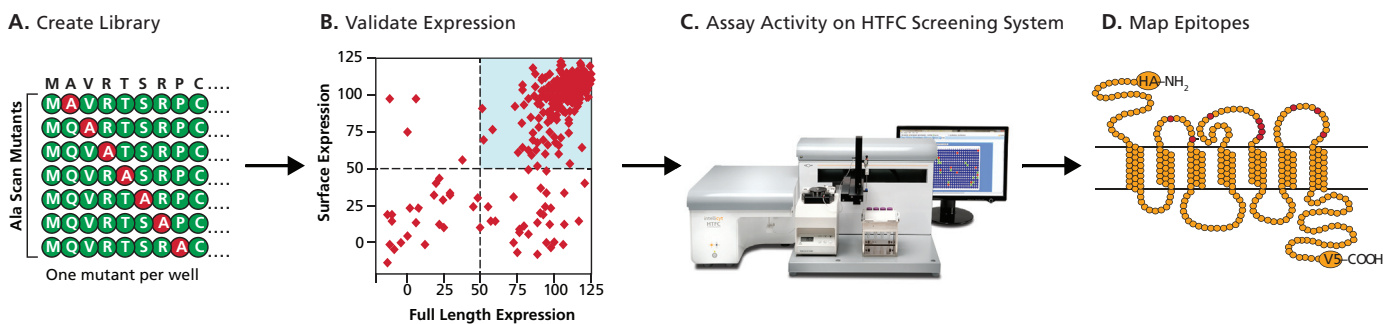 A. Create Library
M A V R T S R P C ....
Ala Scan Mutants
M A V R T S R P C ....
M Q A R T S R P C ....
M Q V A T S R P C ....
M Q V R A S R P C ....
M Q V R T A R P C ....
M Q V R T S A P C ....
M Q V R T S R A C ....
One mutant per well
B. Validate Expression
Surface Expression
125
100
75
50
25
0
0 25 50 75 100 125
Full Length Expression
C. Assay Activity on HTFC Screening System
HTFC
D. Map Epitopes
HA–NH2
V5–COOH